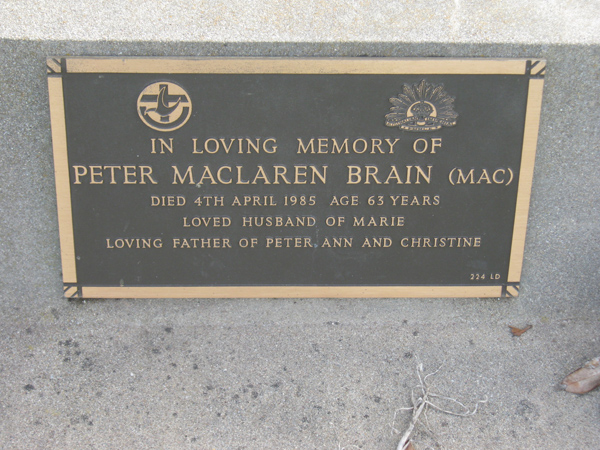 IN LOVING MEMORY OF
PETER MACLAREN BRAIN (MAC)
DIED 4TH APRIL 1985 AGE 63 YEARS
LOVED HUSBAND OF MARIE
LOVING FATHER OF PETER, ANN AND CHRISTINE
224 LD